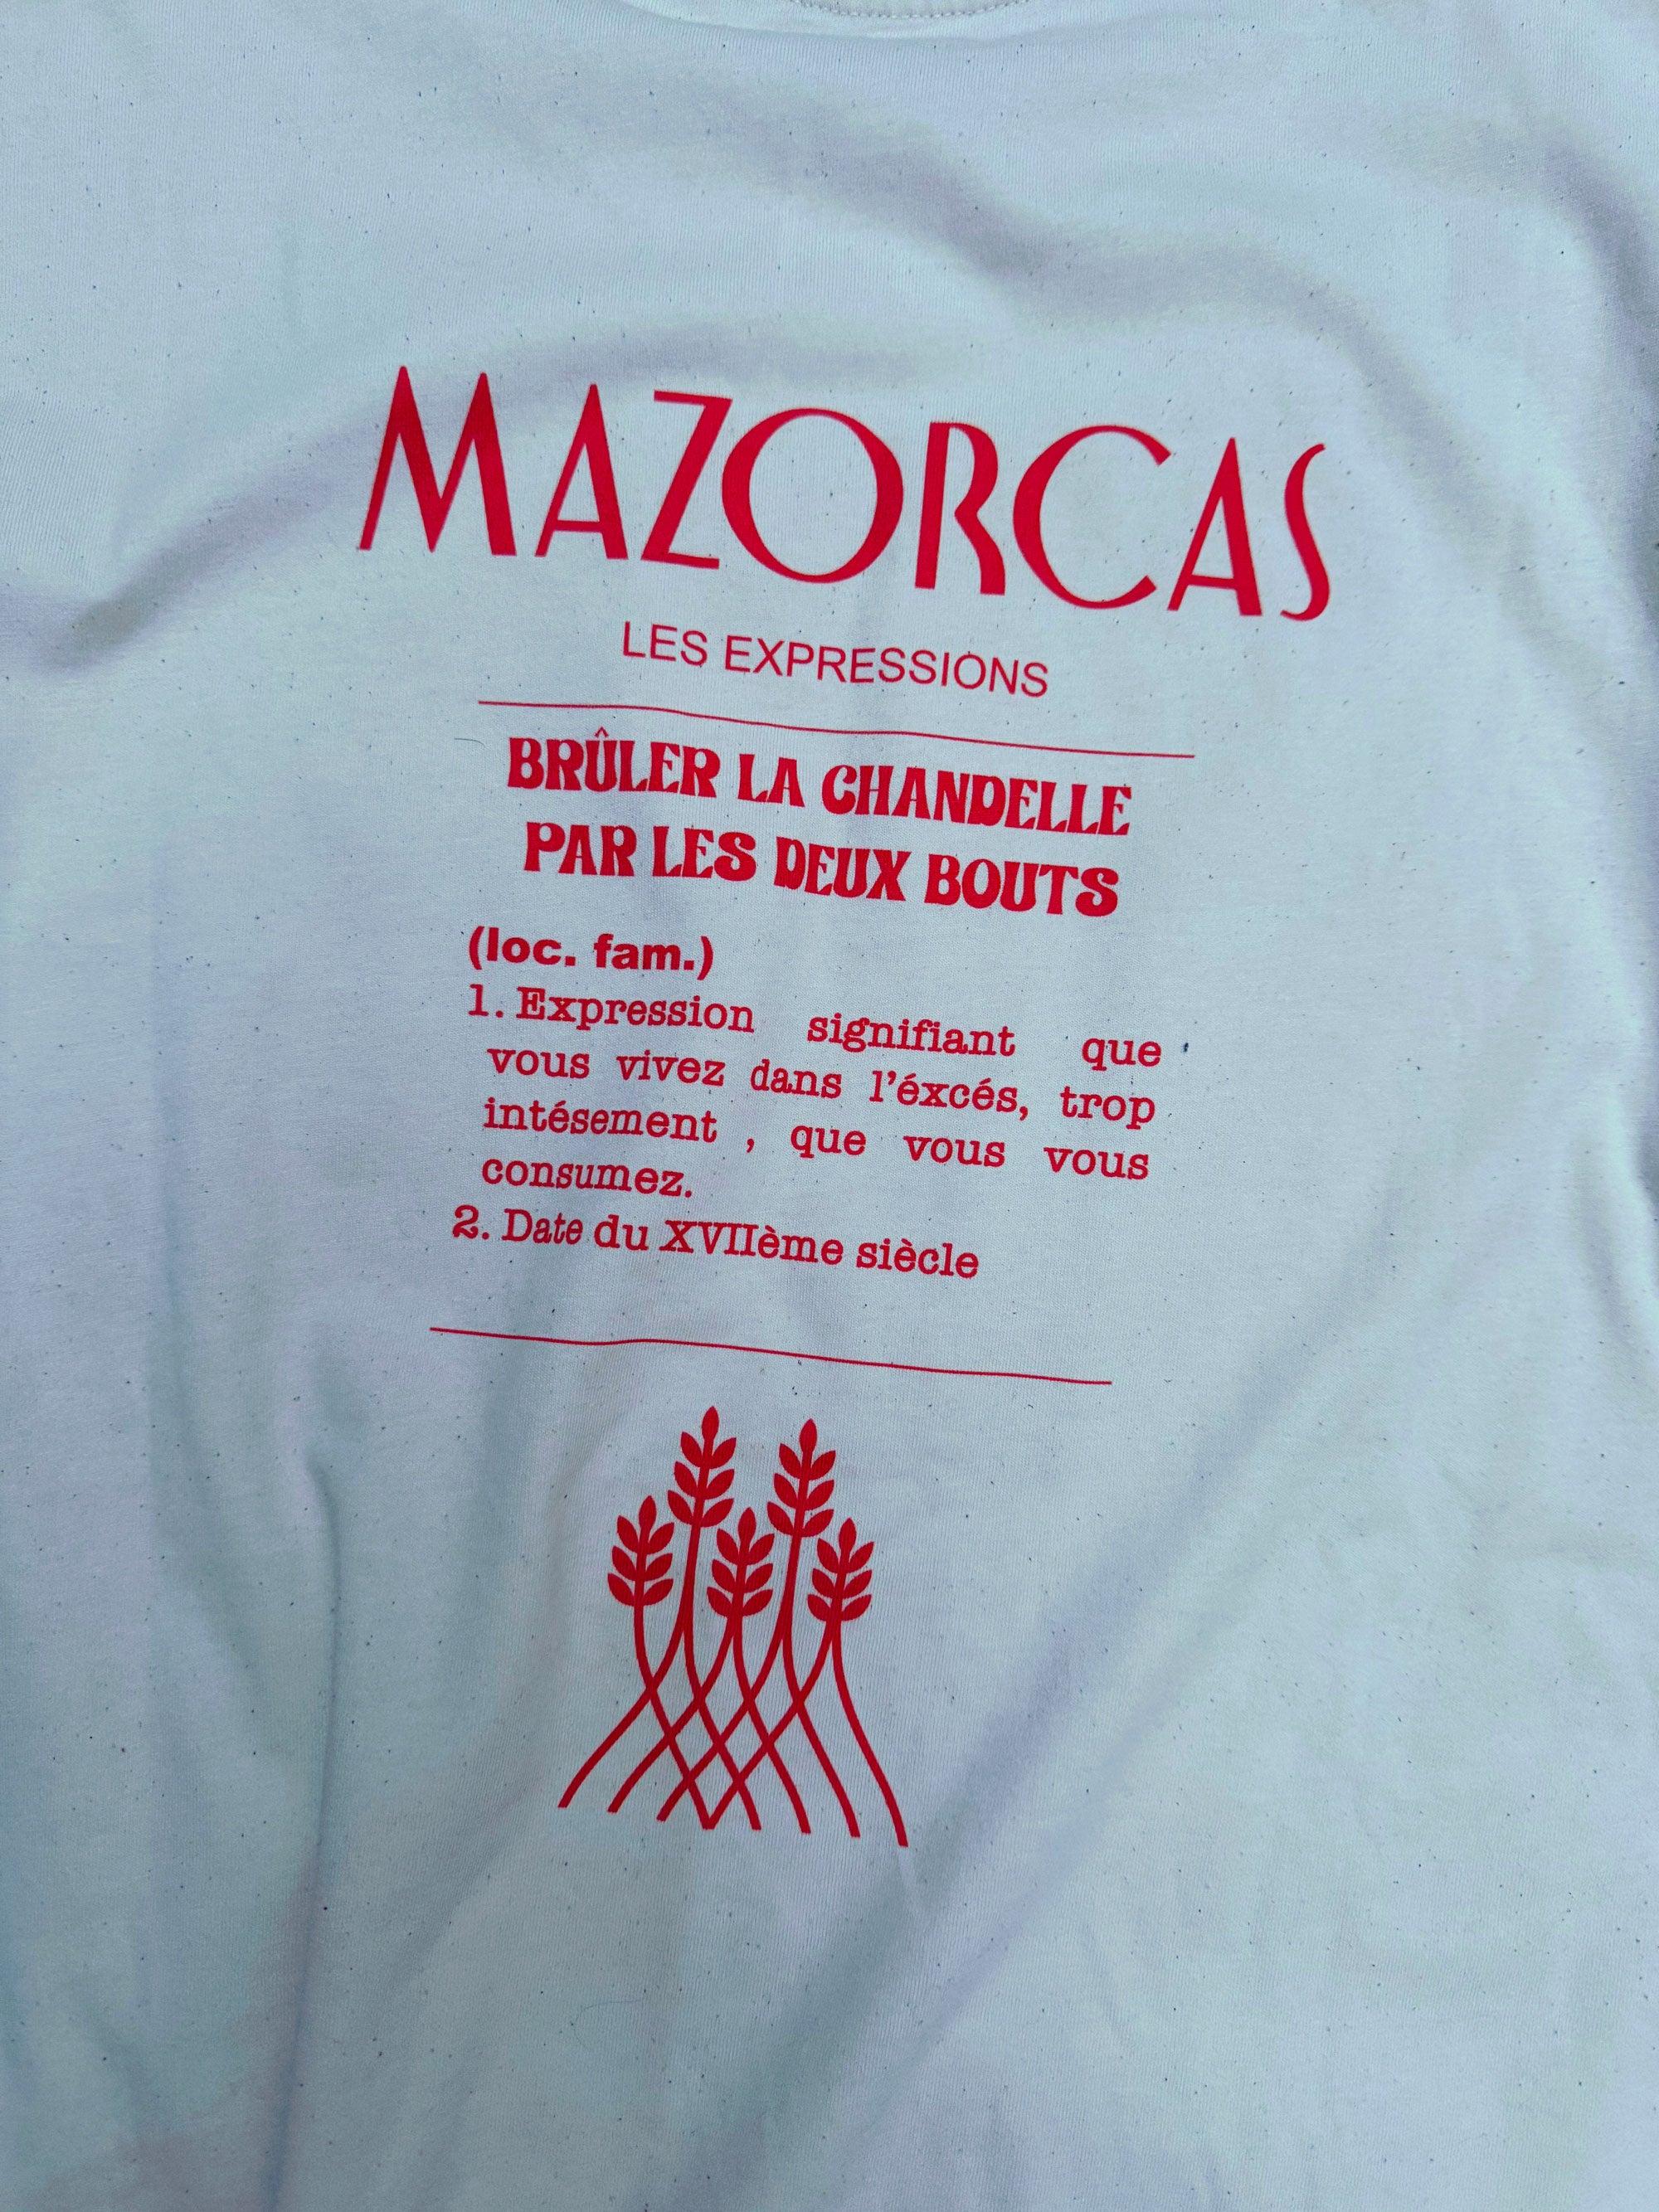 MAZORCAS
LES EXPRESSIONS
BRÛLER LA CHANDELLE
PAR LES DEUX BOUTS
(loc. fam.)
1. Expression signifiant que
vous vivez dans l'éxcés, trop
intésement , que vous vous
consumez.
2. Date du XVIIème siècle